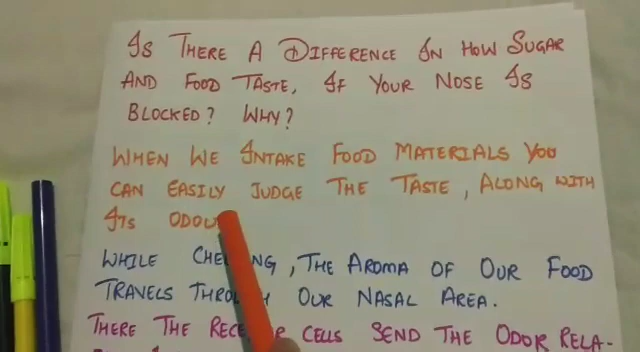 IS THERE A DIFFERENCE IN HOW SUGAR
AND FOOD TASTE, IF YOUR NOSE IS
BLOCKED? WHY?
WHEN WE INTAKE FOOD MATERIALS YOU
CAN EASILY JUDGE THE TASTE, ALONG WITH
ITS
WHILE , THE AROMA OF OUR FOOD
TRAVELS THROUGH OUR NASAL AREA.
THERE THE CELLS SEND THE ODOR RELA-